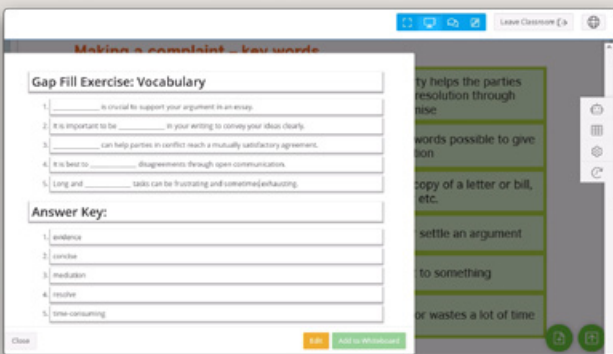 Leave Classroom
Making a complaint – key words
Gap Fill Exercise: Vocabulary
1. ____________ is crucial to support your argument in an essay.
2. It is important to be ____________ in your writing to convey your ideas clearly.
3. ____________ can help parties in conflict reach a mutually satisfactory agreement.
4. It is best to ____________ disagreements through open communication.
5. Long and ____________ tasks can be frustrating and sometimes exhausting.
Answer Key:
1. evidence
2. concise
3. mediation
4. resolve
5. time-consuming
Close
Edit
Add to Whiteboard
ty helps the parties
resolution through
nise
words possible to give
tion
copy of a letter or bill,
etc.
settle an argument
to something
or wastes a lot of time